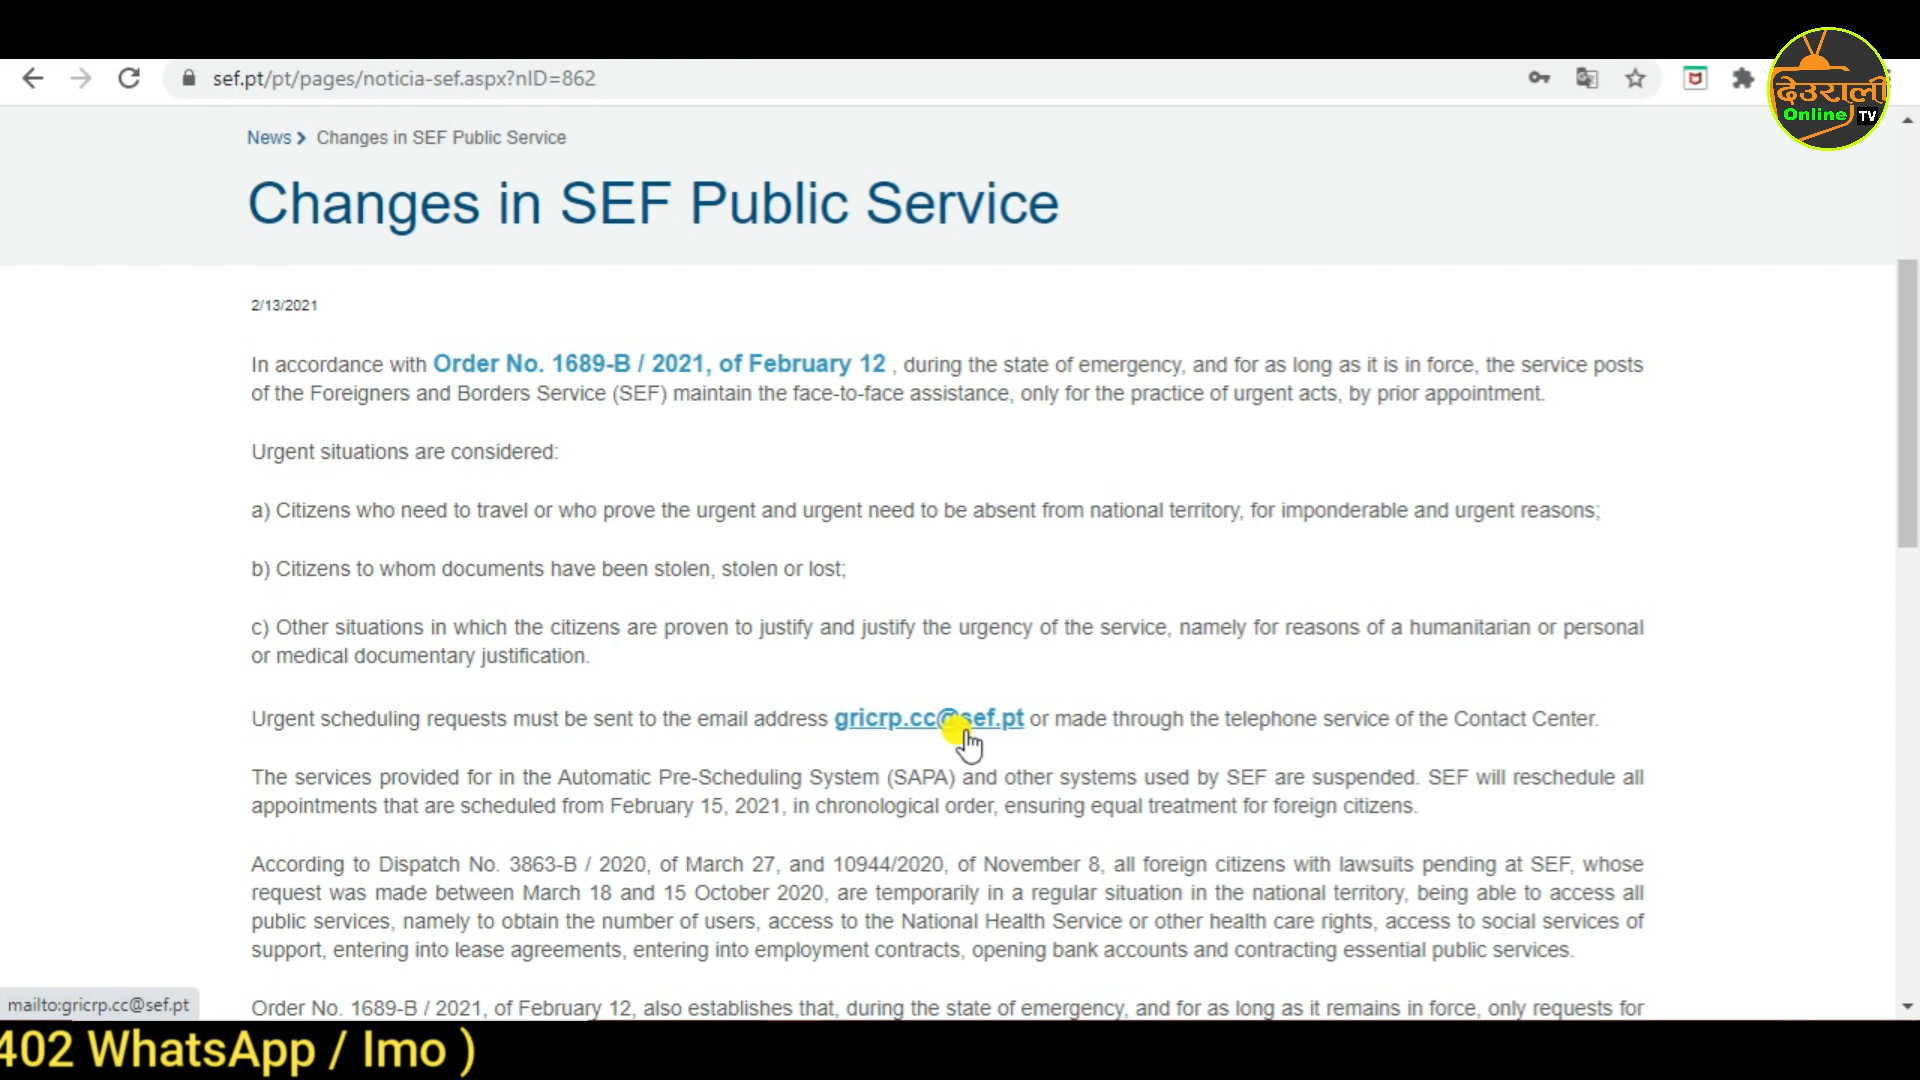 sef.pt/pt/pages/noticia-sef.aspx?nID=862
देउराली
Online TV
News > Changes in SEF Public Service
Changes in SEF Public Service
2/13/2021
In accordance with Order No. 1689-B / 2021, of February 12 , during the state of emergency, and for as long as it is in force, the service posts
of the Foreigners and Borders Service (SEF) maintain the face-to-face assistance, only for the practice of urgent acts, by prior appointment.
Urgent situations are considered:
a) Citizens who need to travel or who prove the urgent and urgent need to be absent from national territory, for imponderable and urgent reasons;
b) Citizens to whom documents have been stolen, stolen or lost;
c) Other situations in which the citizens are proven to justify and justify the urgency of the service, namely for reasons of a humanitarian or personal
or medical documentary justification.
Urgent scheduling requests must be sent to the email address gricrp.cc@sef.pt or made through the telephone service of the Contact Center.
The services provided for in the Automatic Pre-Scheduling System (SAPA) and other systems used by SEF are suspended. SEF will reschedule all
appointments that are scheduled from February 15, 2021, in chronological order, ensuring equal treatment for foreign citizens.
According to Dispatch No. 3863-B / 2020, of March 27, and 10944/2020, of November 8, all foreign citizens with lawsuits pending at SEF, whose
request was made between March 18 and 15 October 2020, are temporarily in a regular situation in the national territory, being able to access all
public services, namely to obtain the number of users, access to the National Health Service or other health care rights, access to social services of
support, entering into lease agreements, entering into employment contracts, opening bank accounts and contracting essential public services.
Order No. 1689-B / 2021, of February 12, also establishes that, during the state of emergency, and for as long as it remains in force, only requests for
mailto:gricrp.cc@sef.pt
402 WhatsApp / Imo )